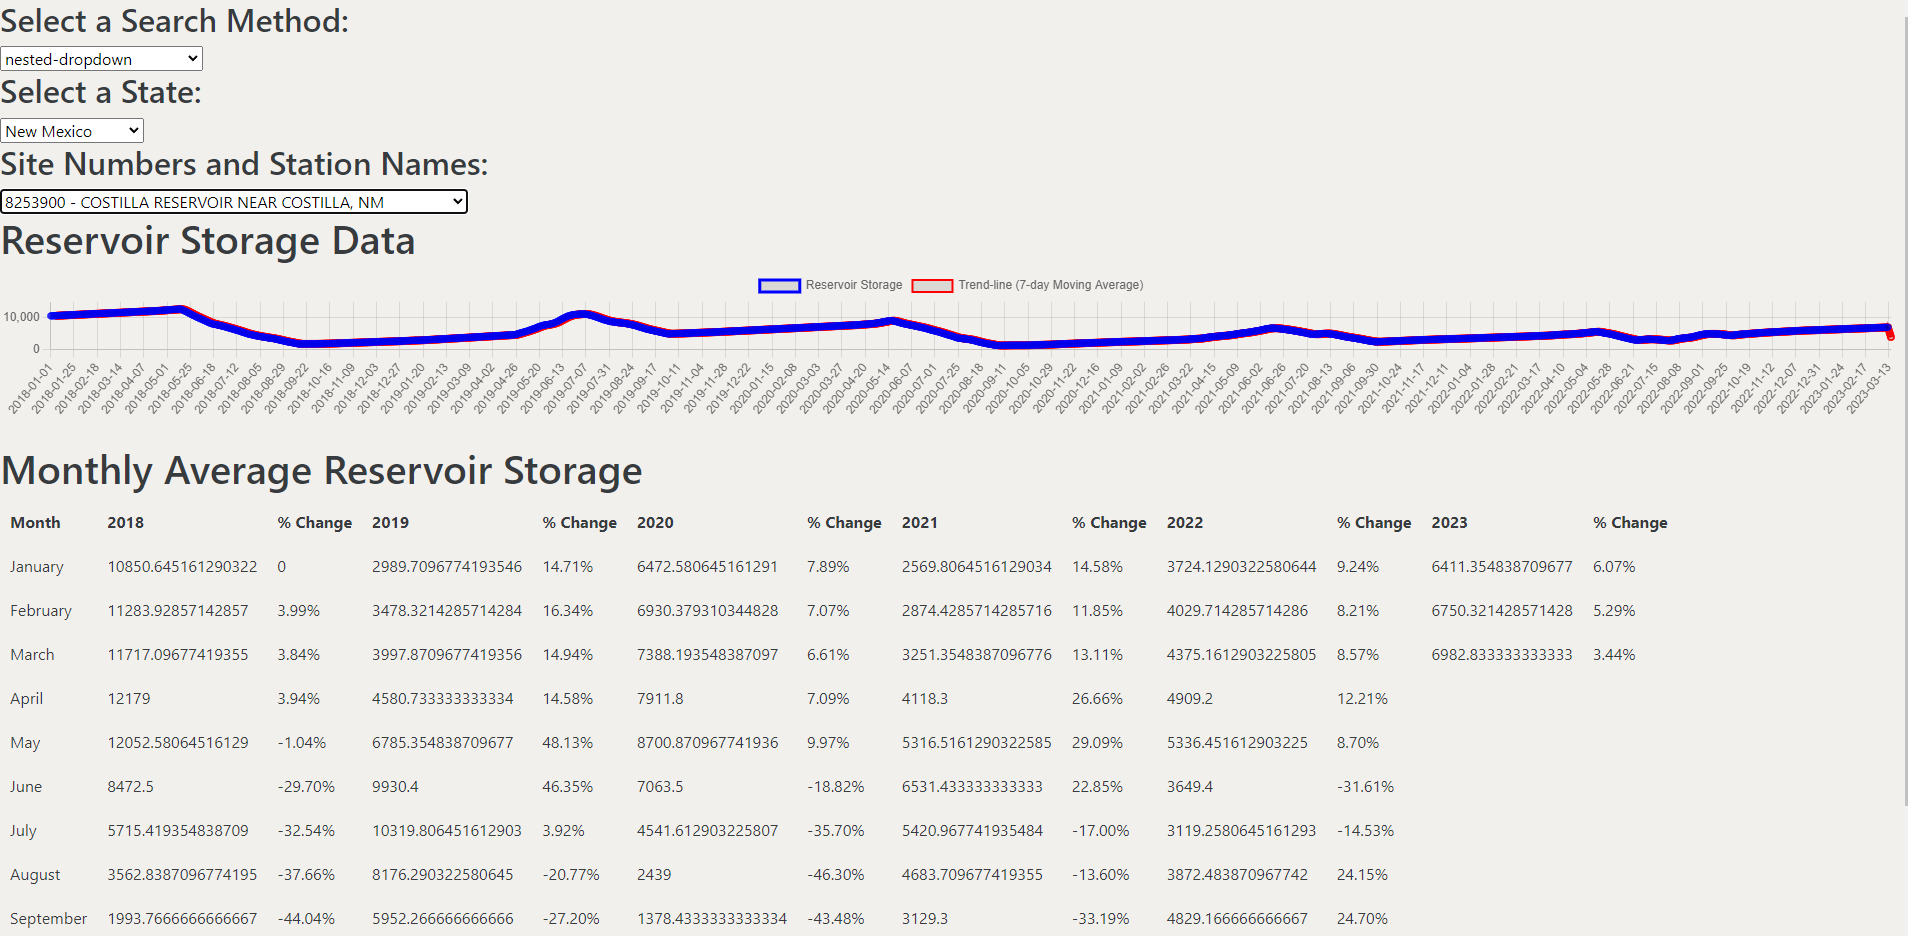 Select a Search Method:
nested-dropdown
Select a State:
New Mexico
Site Numbers and Station Names:
8253900 - COSTILLA RESERVOIR NEAR COSTILLA, NM
Reservoir Storage Data
Reservoir Storage Trend-line (7-day Moving Average)
10,000
0
2018-01-01 2018-01-25 2018-02-18 2018-03-14 2018-04-07 2018-05-01 2018-05-25 2018-06-18 2018-07-12 2018-08-05 2018-08-29 2018-09-22 2018-10-16 2018-11-09 2018-12-03 2018-12-27 2019-01-20 2019-02-13 2019-03-09 2019-04-02 2019-04-26 2019-05-20 2019-06-13 2019-07-07 2019-07-31 2019-08-24 2019-09-17 2019-10-11 2019-11-04 2019-11-28 2019-12-22 2020-01-15 2020-02-08 2020-03-03 2020-03-27 2020-04-20 2020-05-14 2020-06-07 2020-07-01 2020-07-25 2020-08-18 2020-09-11 2020-10-05 2020-10-29 2020-11-22 2020-12-16 2021-01-09 2021-02-02 2021-02-26 2021-03-22 2021-04-15 2021-05-09 2021-06-02 2021-06-26 2021-07-20 2021-08-13 2021-09-06 2021-09-30 2021-10-24 2021-11-17 2021-12-11 2022-01-04 2022-01-28 2022-02-21 2022-03-17 2022-04-10 2022-05-04 2022-05-28 2022-06-21 2022-07-15 2022-08-08 2022-09-01 2022-09-25 2022-10-19 2022-11-12 2022-12-07 2022-12-31 2023-01-24 2023-02-17 2023-03-13
Monthly Average Reservoir Storage
Month 2018 % Change 2019 % Change 2020 % Change 2021 % Change 2022 % Change 2023 % Change
January 10850.645161290322 0 2989.7096774193546 14.71% 6472.580645161291 7.89% 2569.8064516129034 14.58% 3724.1290322580644 9.24% 6411.354838709677 6.07%
February 11283.92857142857 3.99% 3478.3214285714284 16.34% 6930.379310344828 7.07% 2874.4285714285716 11.85% 4029.714285714286 8.21% 6750.321428571428 5.29%
March 11717.09677419355 3.84% 3997.8709677419356 14.94% 7388.193548387097 6.61% 3251.3548387096776 13.11% 4375.1612903225805 8.57% 6982.833333333333 3.44%
April 12179 3.94% 4580.733333333334 14.58% 7911.8 7.09% 4118.3 26.66% 4909.2 12.21%
May 12052.58064516129 -1.04% 6785.354838709677 48.13% 8700.870967741936 9.97% 5316.5161290322585 29.09% 5336.451612903225 8.70%
June 8472.5 -29.70% 9930.4 46.35% 7063.5 -18.82% 6531.433333333333 22.85% 3649.4 -31.61%
July 5715.419354838709 -32.54% 10319.806451612903 3.92% 4541.612903225807 -35.70% 5420.967741935484 -17.00% 3119.2580645161293 -14.53%
August 3562.8387096774195 -37.66% 8176.290322580645 -20.77% 2439 -46.30% 4683.709677419355 -13.60% 3872.483870967742 24.15%
September 1993.7666666666667 -44.04% 5952.266666666666 -27.20% 1378.4333333333334 -43.48% 3129.3 -33.19% 4829.166666666667 24.70%